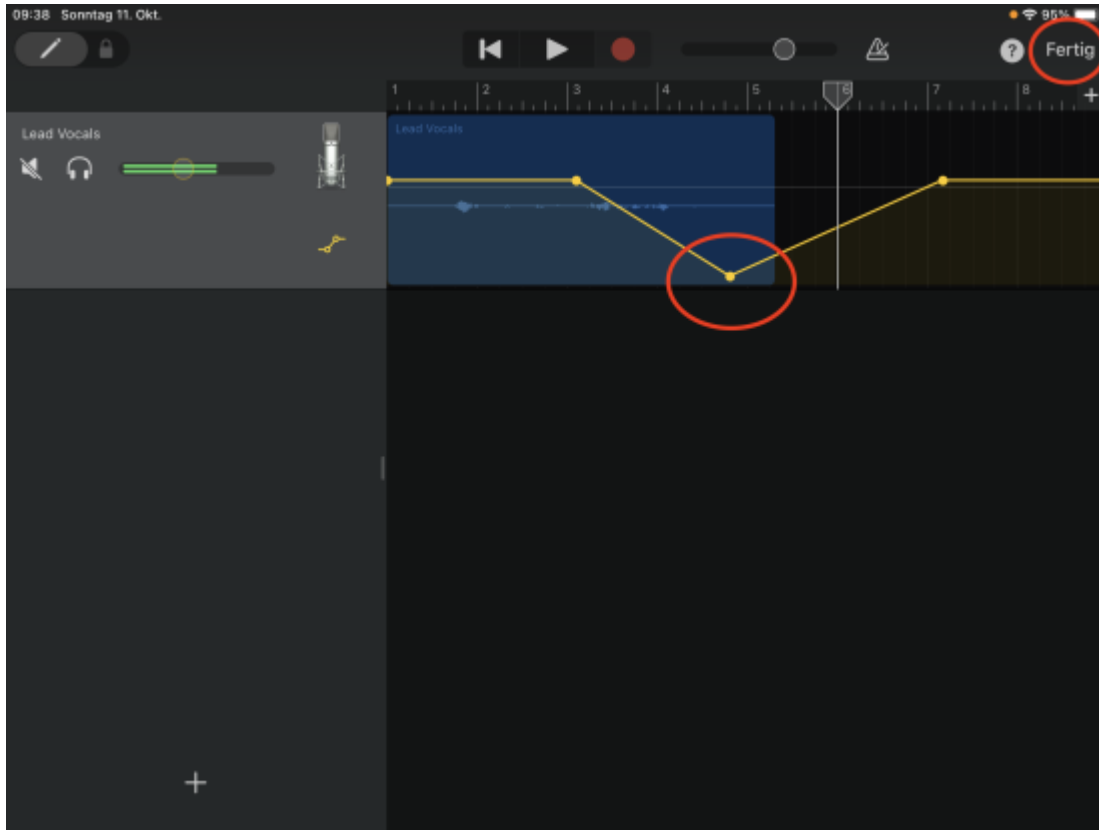 09:38 Sonntag 11. Okt.
95%
? Fertig
1 2 3 4 5 6 7 8 +
Lead Vocals
Lead Vocals
+